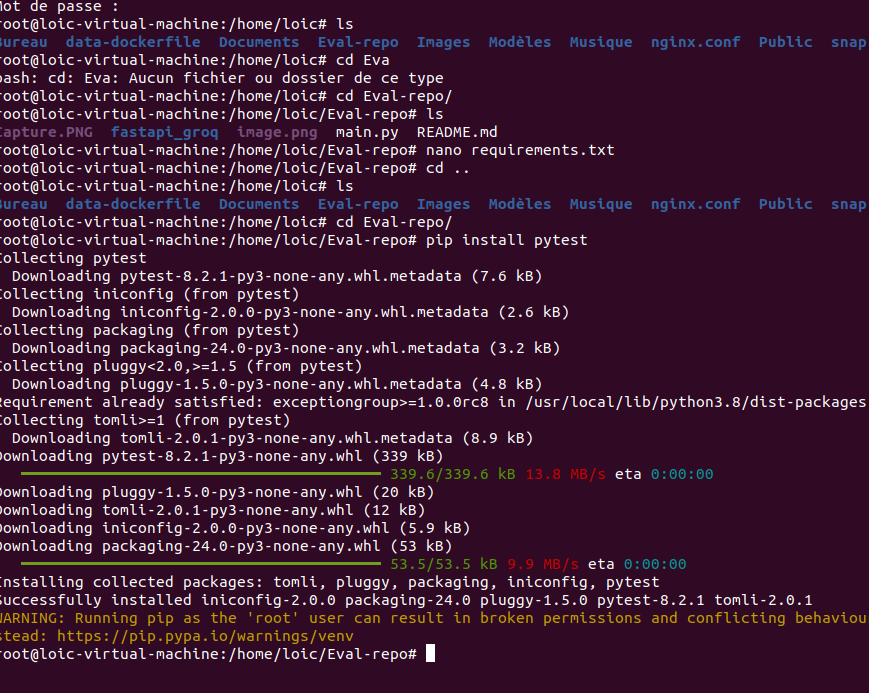 Mot de passe :
root@loic-virtual-machine:/home/loic# ls
Bureau  data-dockerfile  Documents  Eval-repo  Images  Modèles  Musique  nginx.conf  Public  snap
root@loic-virtual-machine:/home/loic# cd Eva
bash: cd: Eva: Aucun fichier ou dossier de ce type
root@loic-virtual-machine:/home/loic# cd Eval-repo/
root@loic-virtual-machine:/home/loic/Eval-repo# ls
Capture.PNG  fastapi_groq  image.png  main.py  README.md
root@loic-virtual-machine:/home/loic/Eval-repo# nano requirements.txt
root@loic-virtual-machine:/home/loic/Eval-repo# cd ..
root@loic-virtual-machine:/home/loic# ls
Bureau  data-dockerfile  Documents  Eval-repo  Images  Modèles  Musique  nginx.conf  Public  snap
root@loic-virtual-machine:/home/loic# cd Eval-repo/
root@loic-virtual-machine:/home/loic/Eval-repo# pip install pytest
Collecting pytest
  Downloading pytest-8.2.1-py3-none-any.whl.metadata (7.6 kB)
Collecting iniconfig (from pytest)
  Downloading iniconfig-2.0.0-py3-none-any.whl.metadata (2.6 kB)
Collecting packaging (from pytest)
  Downloading packaging-24.0-py3-none-any.whl.metadata (3.2 kB)
Collecting pluggy<2.0,>=1.5 (from pytest)
  Downloading pluggy-1.5.0-py3-none-any.whl.metadata (4.8 kB)
Requirement already satisfied: exceptiongroup>=1.0.0rc8 in /usr/local/lib/python3.8/dist-packages
Collecting tomli>=1 (from pytest)
  Downloading tomli-2.0.1-py3-none-any.whl.metadata (8.9 kB)
Downloading pytest-8.2.1-py3-none-any.whl (339 kB)
339.6/339.6 kB 13.8 MB/s eta 0:00:00
Downloading pluggy-1.5.0-py3-none-any.whl (20 kB)
Downloading tomli-2.0.1-py3-none-any.whl (12 kB)
Downloading iniconfig-2.0.0-py3-none-any.whl (5.9 kB)
Downloading packaging-24.0-py3-none-any.whl (53 kB)
53.5/53.5 kB 9.9 MB/s eta 0:00:00
Installing collected packages: tomli, pluggy, packaging, iniconfig, pytest
Successfully installed iniconfig-2.0.0 packaging-24.0 pluggy-1.5.0 pytest-8.2.1 tomli-2.0.1
WARNING: Running pip as the 'root' user can result in broken permissions and conflicting behaviou
stead: https://pip.pypa.io/warnings/venv
root@loic-virtual-machine:/home/loic/Eval-repo#